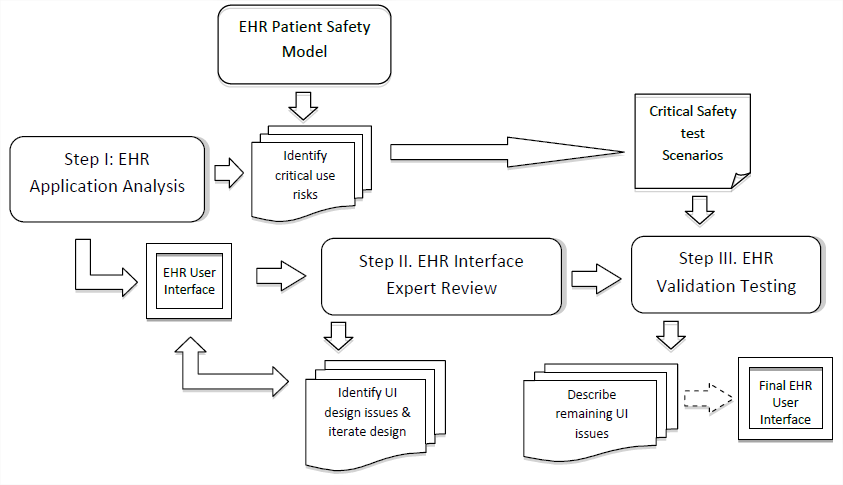 EHR Patient Safety
Model
Step I: EHR
Application Analysis
Identify
critical use
risks
Critical Safety
test
Scenarios
EHR User
Interface
Step II. EHR Interface
Expert Review
Step III. EHR
Validation Testing
Identify UI
design issues &
iterate design
Describe
remaining UI
issues
Final EHR
User
Interface